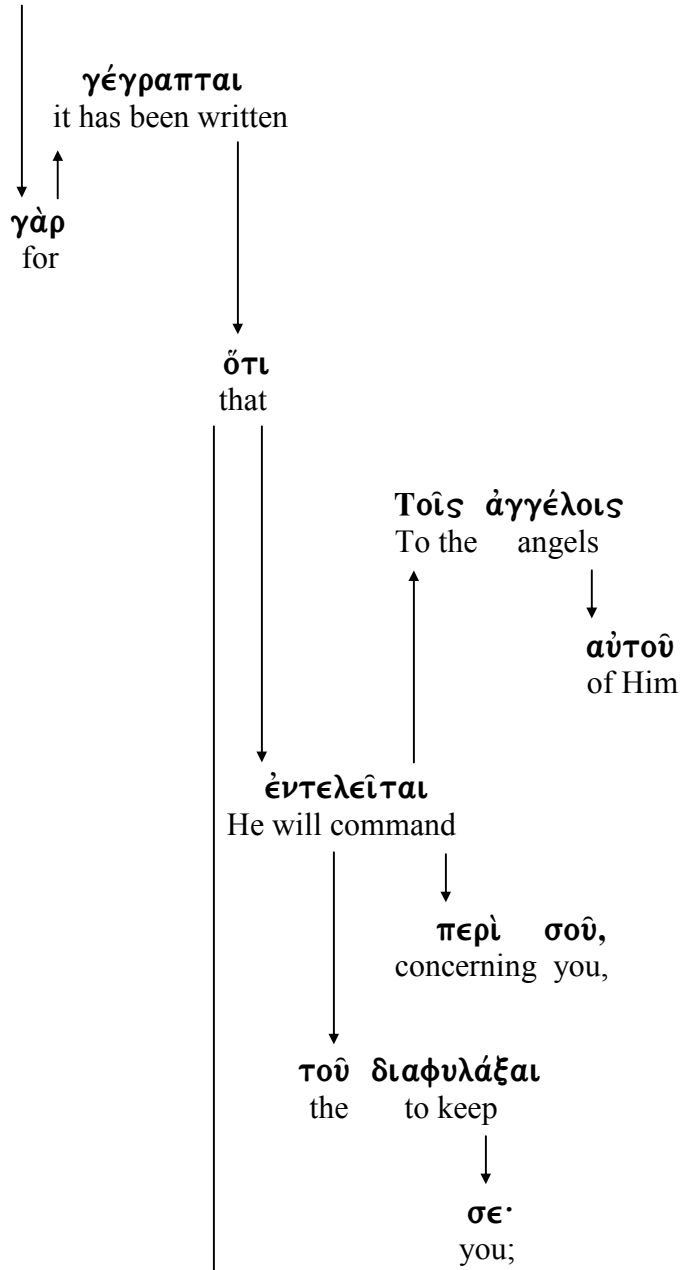 γέγραπται
it has been written
γὰρ
for
ὅτι
that
Τοῖς ἀγγέλοις
To the angels
αὐτοῦ
of Him
ἐντελεῖται
He will command
περὶ σοῦ,
concerning you,
τοῦ διαφυλάξαι
the to keep
σε·
you;